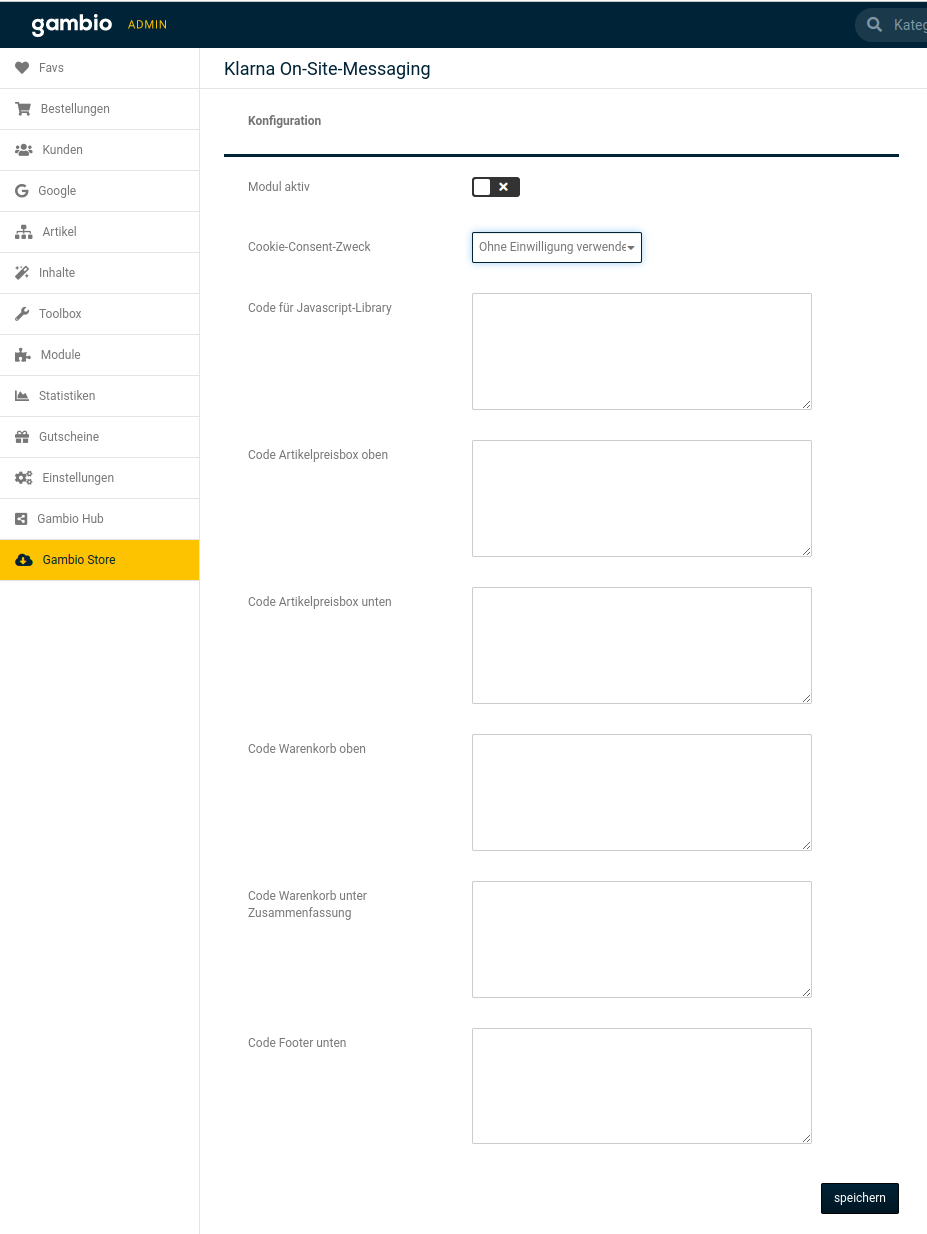 gambio ADMIN
Kateg
Favs
Bestellungen
Kunden
Google
Artikel
Inhalte
Toolbox
Module
Statistiken
Gutscheine
Einstellungen
Gambio Hub
Gambio Store
Klarna On-Site-Messaging
Konfiguration
Modul aktiv
Cookie-Consent-Zweck
Ohne Einwilligung verwende
Code für Javascript-Library
Code Artikelpreisbox oben
Code Artikelpreisbox unten
Code Warenkorb oben
Code Warenkorb unter
Zusammenfassung
Code Footer unten
speichern